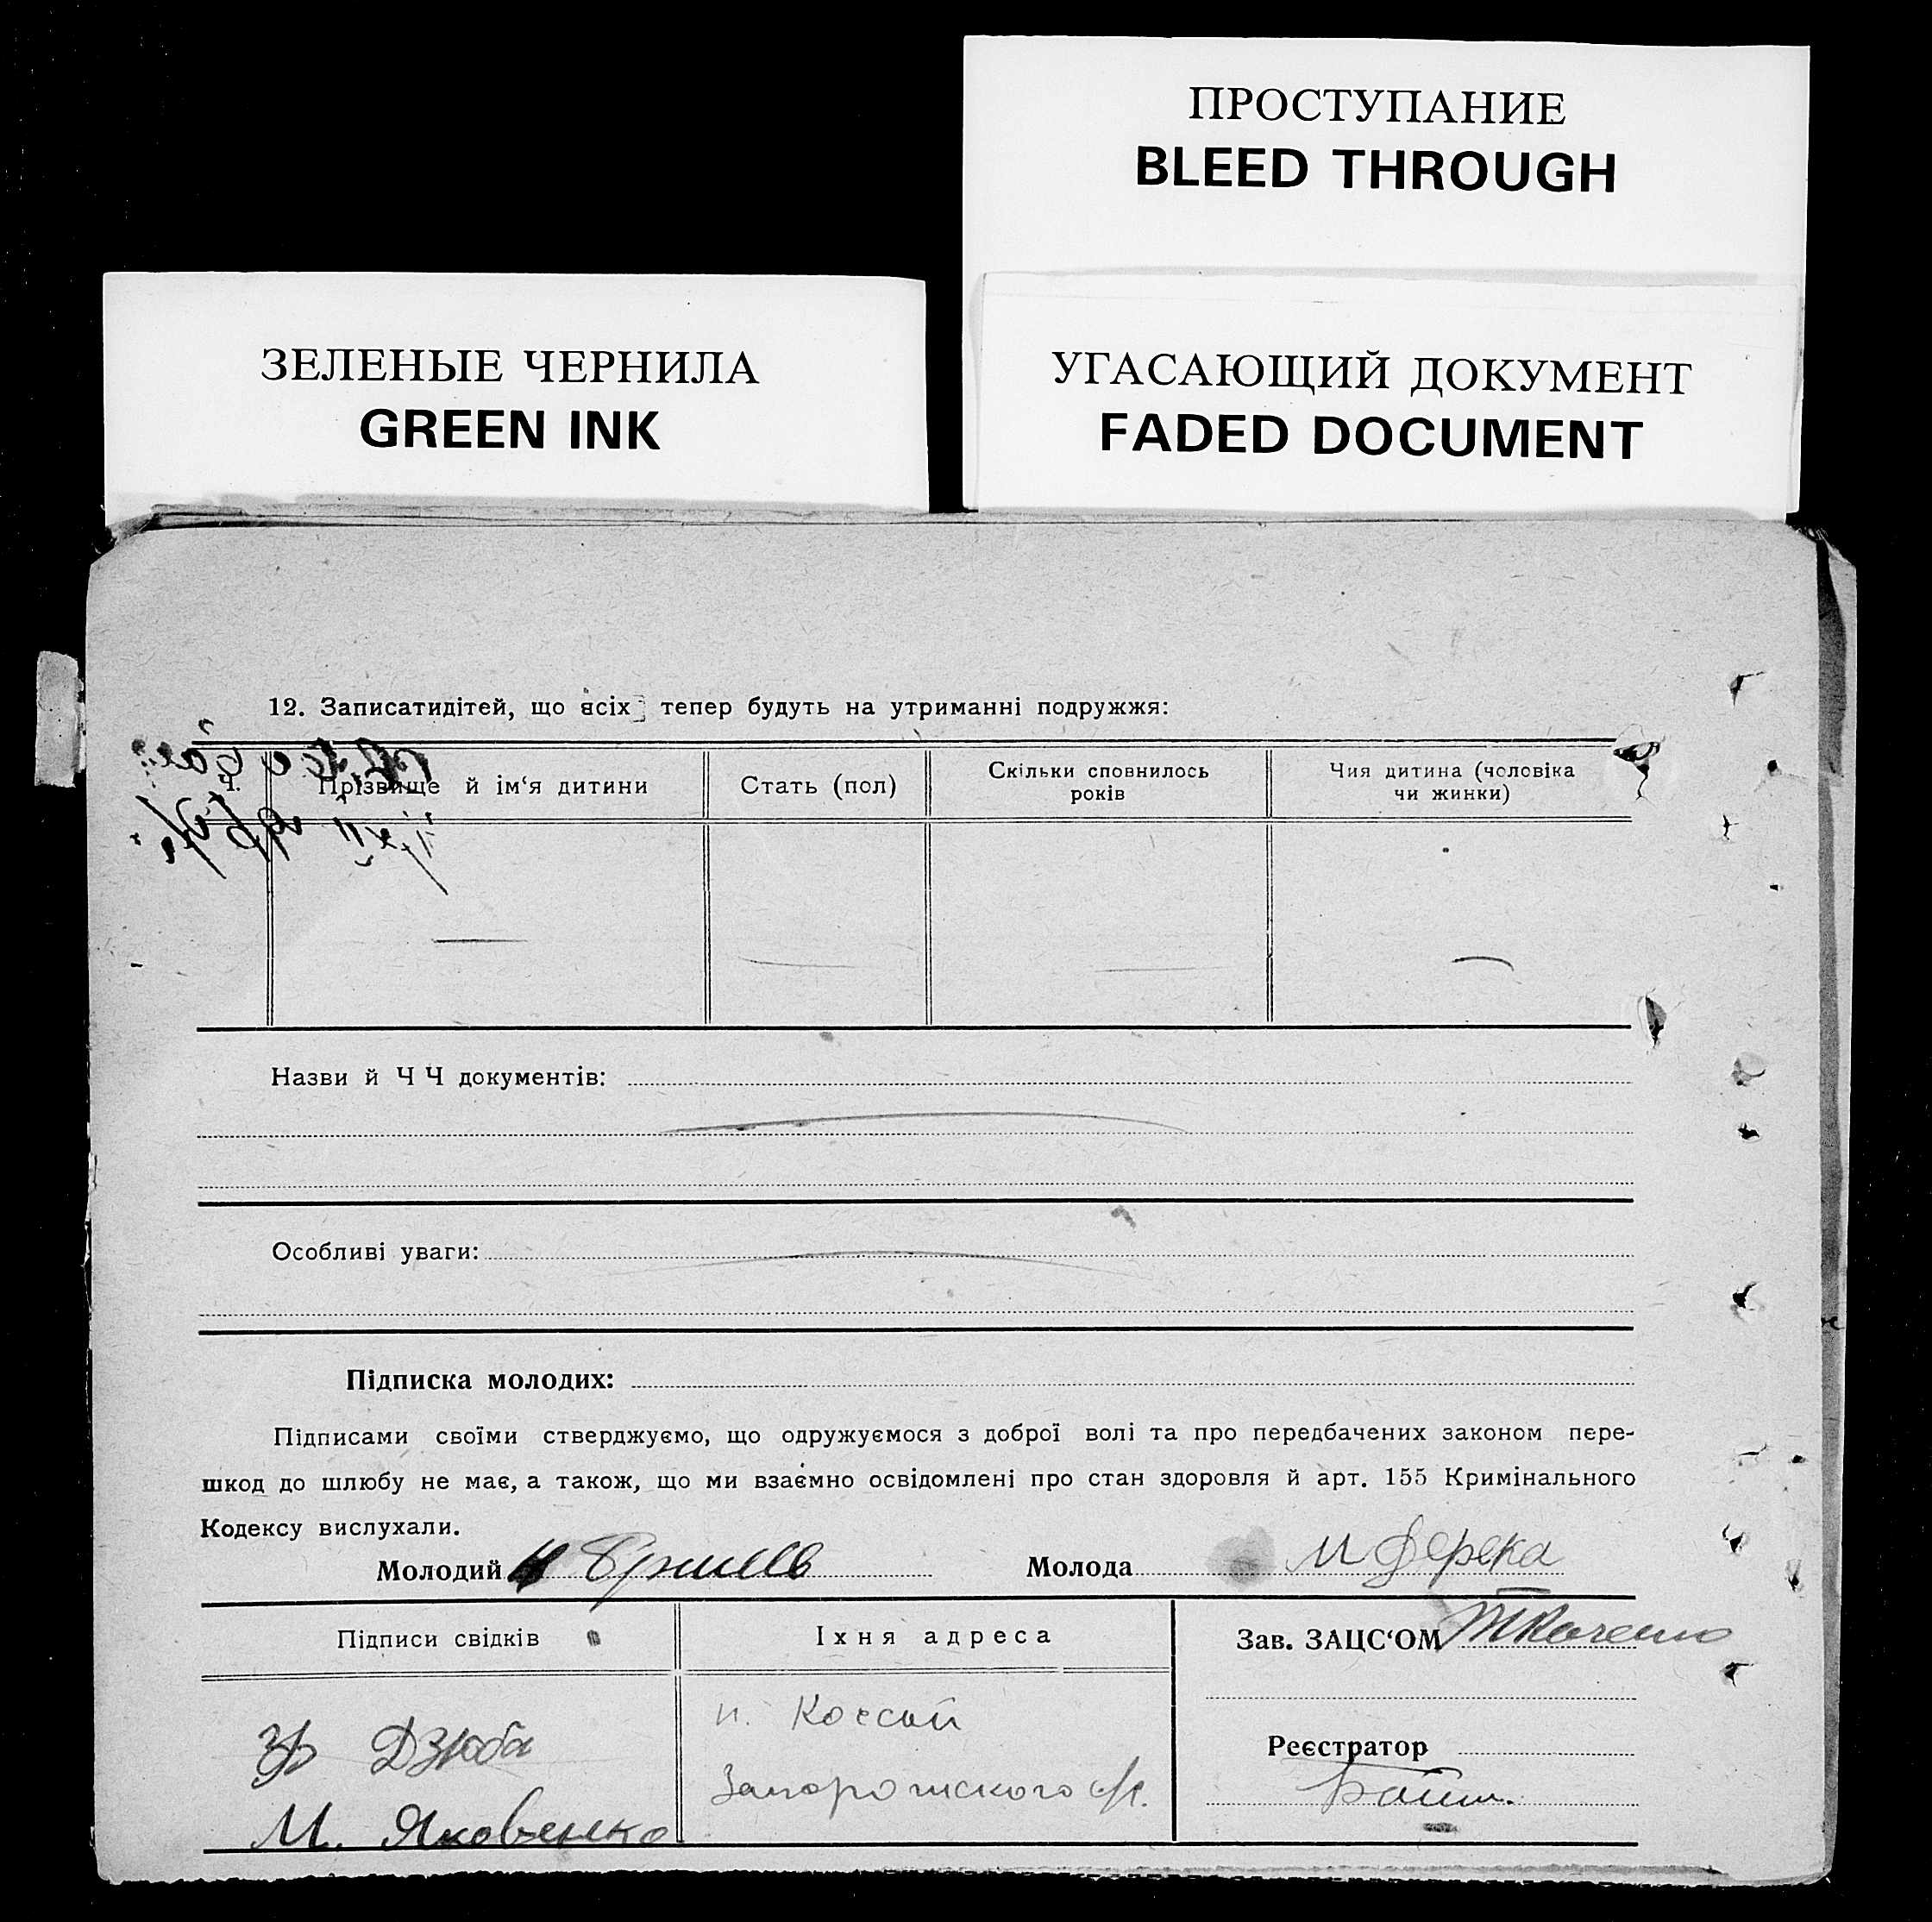 ПРОСТУПАНИЕ
BLEED THROUGH
ЗЕЛЕНЫЕ ЧЕРНИЛА
GREEN INK
УГАСАЮЩИЙ ДОКУМЕНТ
FADED DOCUMENT
12. Записатидітей, що всіх тепер будуть на утриманні подружжя:
Ч. Прізвище й ім‘я дитини
Стать (пол)
Скільки сповнилось
років
Чия дитина (чоловіка
чи жинки)
Назви й Ч Ч документів:
Особливі уваги:
Підписка молодих:
Підписами своїми стверджуємо, що одружуємося з доброї волі та про передбачених законом пере-
шкод до шлюбу не має, а також, що ми взаємно освідомлені про стан здоровля й арт. 155 Кримінального
Кодексу вислухали.
Молодий
Молода М Дерека
Підписи свідків
Їхня адреса
Зав. ЗАЦС‘ОМ Ткаченко
Дзюба
М. Яковенко
Запорожского
Реєстратор